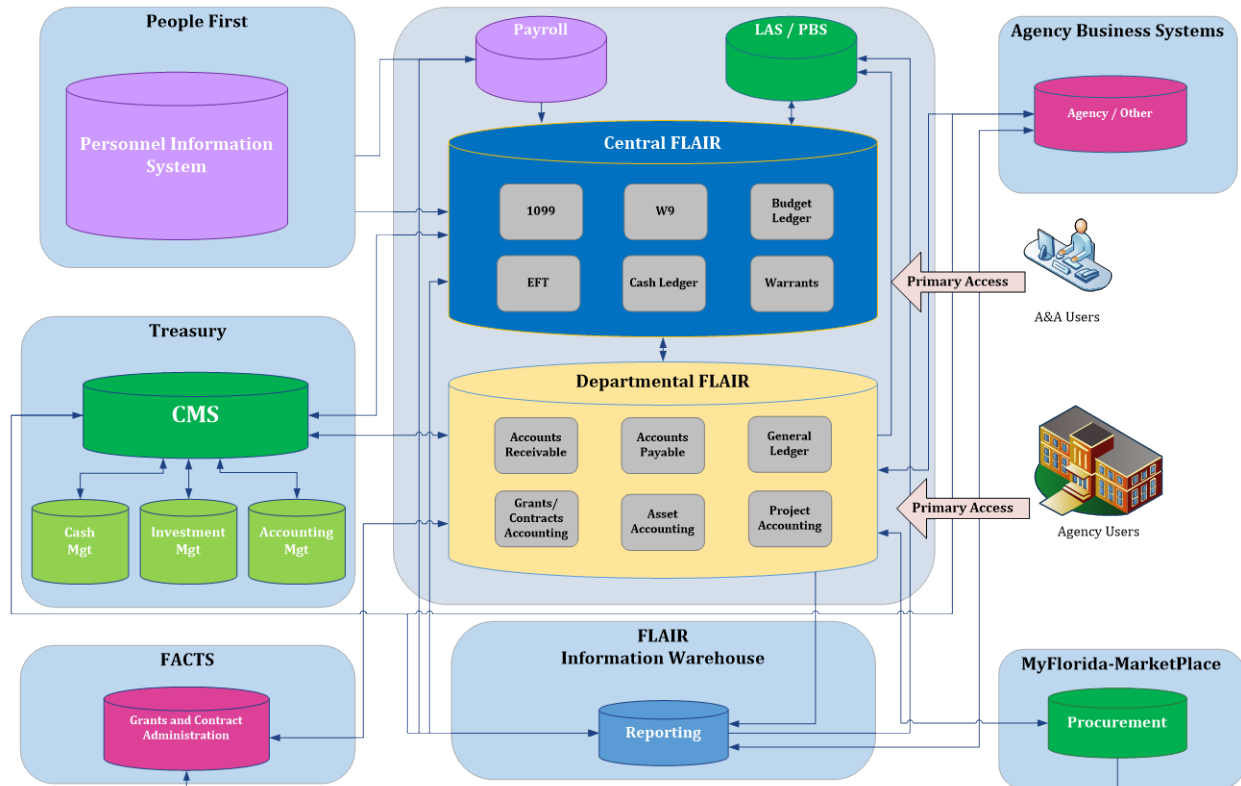 People First
Personnel Information
System
Payroll
LAS / PBS
Agency Business Systems
Agency / Other
Central FLAIR
1099
W9
Budget
Ledger
EFT
Cash Ledger
Warrants
Primary Access
A&A Users
Treasury
CMS
Cash
Mgt
Investment
Mgt
Accounting
Mgt
Departmental FLAIR
Accounts
Receivable
Accounts
Payable
General
Ledger
Grants/
Contracts
Accounting
Asset
Accounting
Project
Accounting
Primary Access
Agency Users
FACTS
Grants and Contract
Administration
FLAIR
Information Warehouse
Reporting
MyFlorida-MarketPlace
Procurement